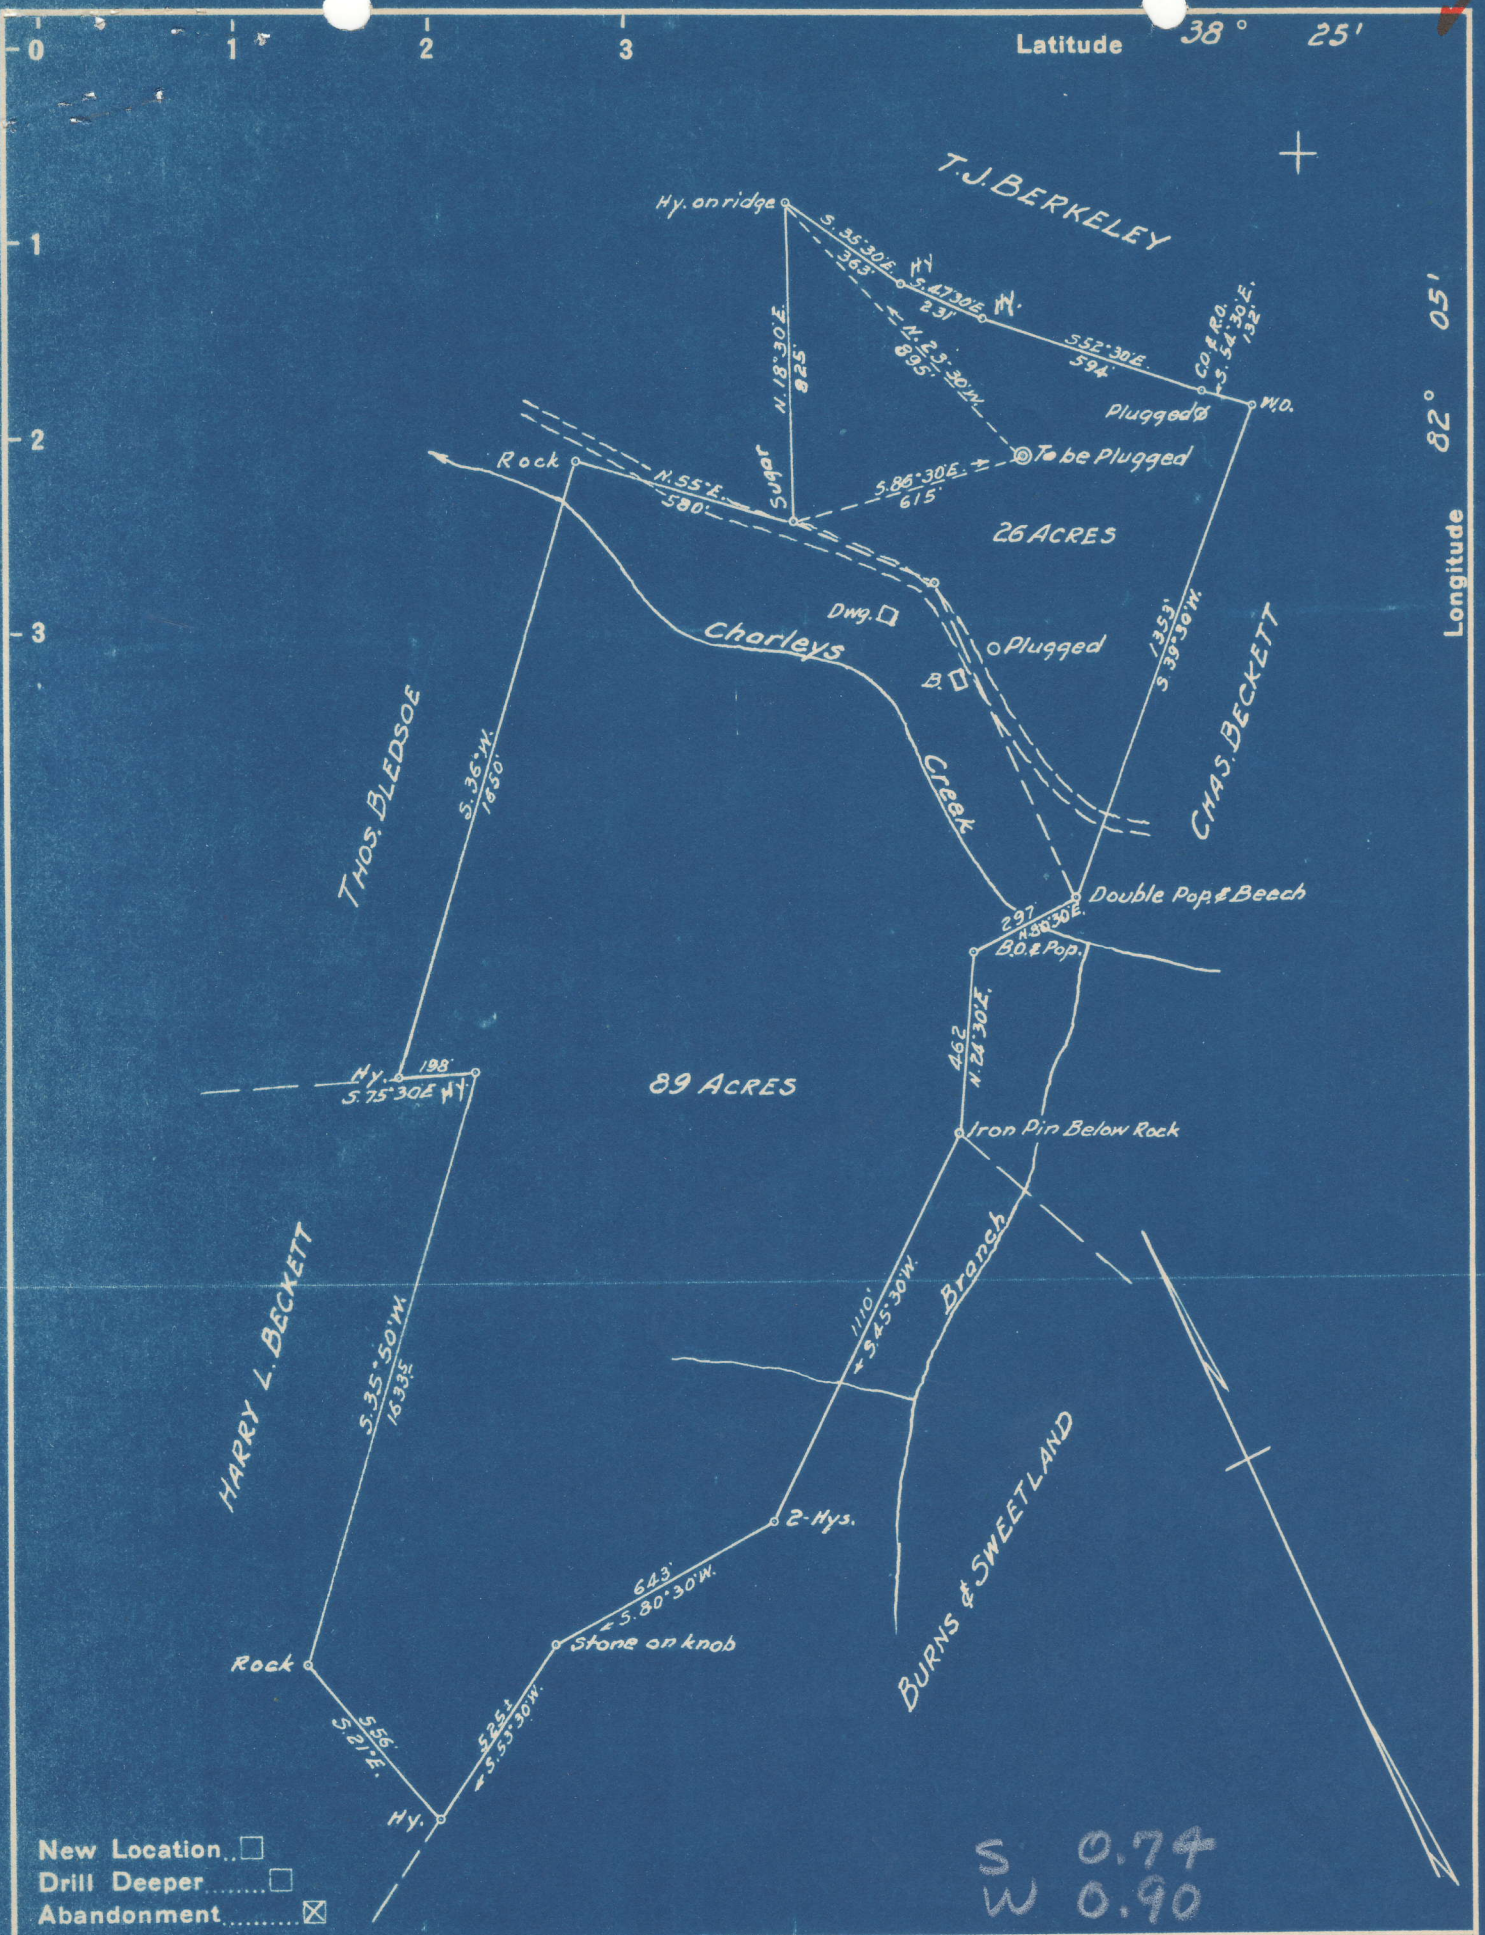 0 1 2 3
Latitude 38° 25'
1
2
3
82° 05'
Longitude
T.J. BERKELEY
Hy. on ridge
S. 35°30'E.
363'
HY
S. 47°30'E.
231'
HY.
S 52°30'E.
594'
C.O. & R.O.
S. 54°30'E.
132'
W.O.
Plugged
N. 18°30'E.
825'
N. 23°30'W.
895'
To be Plugged
S. 86°30'E.
615'
26 ACRES
Rock
N. 55°E.
580'
Sugar
Dwg.
Charleys
Plugged
B.
1353'
S. 39°30'W.
CHAS. BECKETT
THOS. BLEDSOE
S. 36°W.
1650'
Creek
Double Pop. & Beech
297'
N. 80°30'E.
B.O. & Pop.
462
N. 24°30'E.
Hy.
198'
S. 75°30'E
HY
89 ACRES
Iron Pin Below Rock
Branch
1110'
S. 45°30'W.
HARRY L. BECKETT
S. 35°50'W.
1633.5
2-Hys.
643'
S. 80°30'W.
BURNS & SWEETLAND
Stone on knob
Rock
556'
S. 21°E.
525±
S. 53°30'W.
Hy.
New Location..
Drill Deeper.......
Abandonment.........
S 0.74
W 0.90